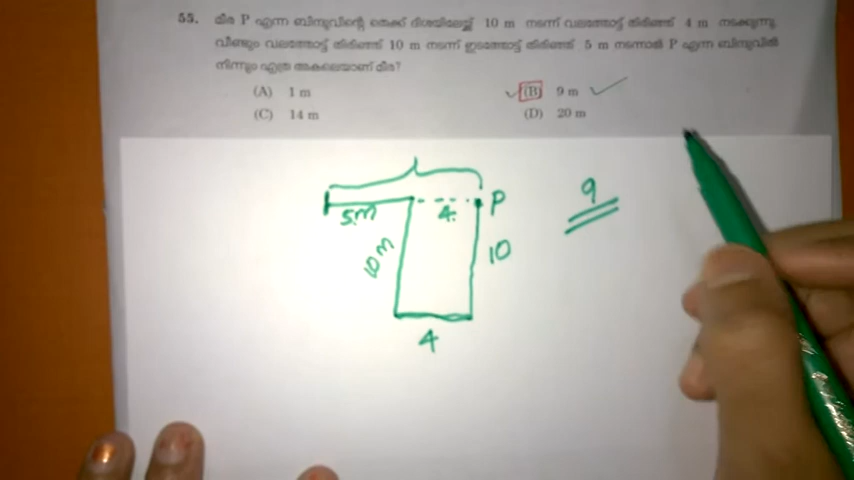 55. മീര P എന്ന ബിന്ദുവിന്റെ തെക്ക് ദിശയിലേയ്ക്ക് 10 m നടന്ന് വലത്തോട്ട് തിരിഞ്ഞ് 4 m നടക്കുന്നു.
വീണ്ടും വലത്തോട്ട് തിരിഞ്ഞ് 10 m നടന്ന് ഇടത്തോട്ട് തിരിഞ്ഞ് 5 m നടന്നാൽ P എന്ന ബിന്ദുവിൽ
നിന്നും എത്ര അകലെയാണ് മീര?
(A) 1 m (B) 9 m
(C) 14 m (D) 20 m
5m 4 P 9
10 m 10
4